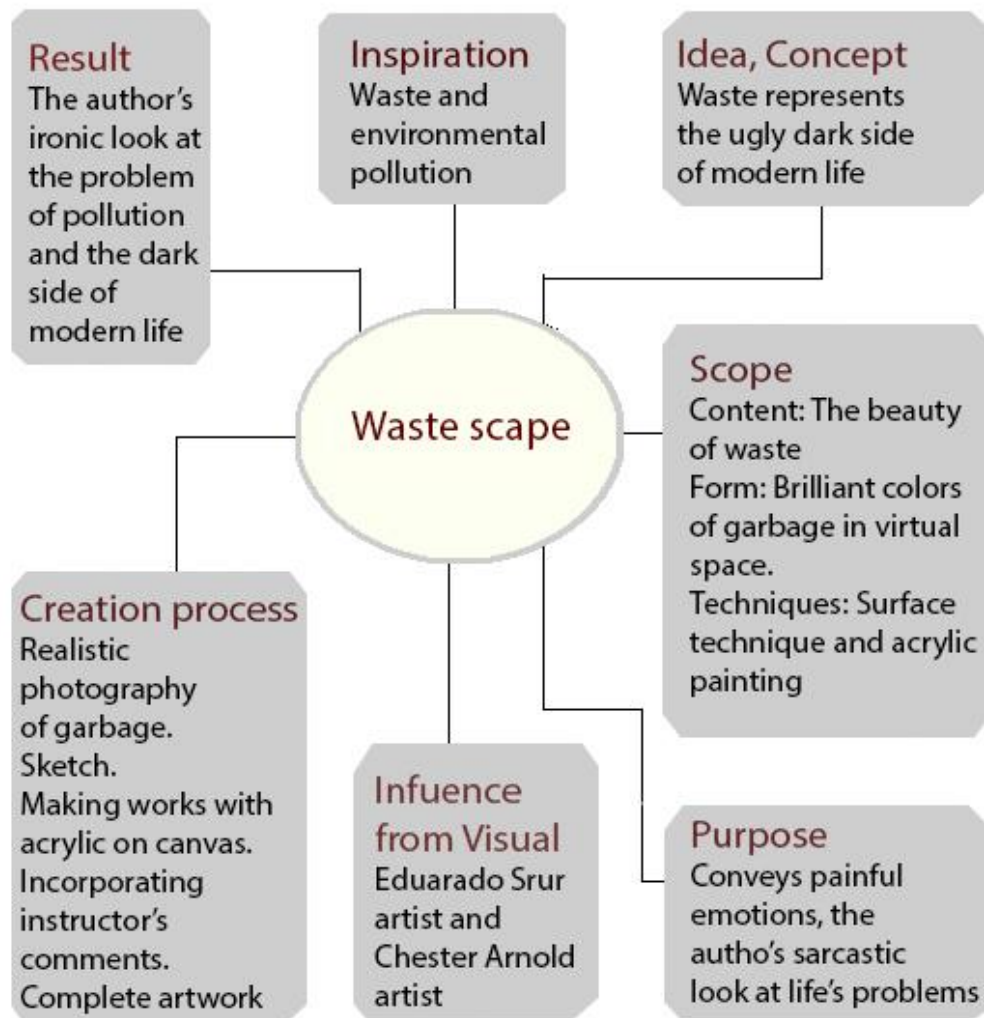 Result
The author's
ironic look at
the problem
of pollution
and the dark
side of
modern life
Inspiration
Waste and
environmental
pollution
Idea, Concept
Waste represents
the ugly dark side
of modern life
Waste scape
Scope
Content: The beauty
of waste
Form: Brilliant colors
of garbage in virtual
space.
Techniques: Surface
technique and acrylic
painting
Creation process
Realistic
photography
of garbage.
Sketch.
Making works with
acrylic on canvas.
Incorporating
instructor's
comments.
Complete artwork
Infuence
from Visual
Eduarado Srur
artist and
Chester Arnold
artist
Purpose
Conveys painful
emotions, the
autho's sarcastic
look at life's problems